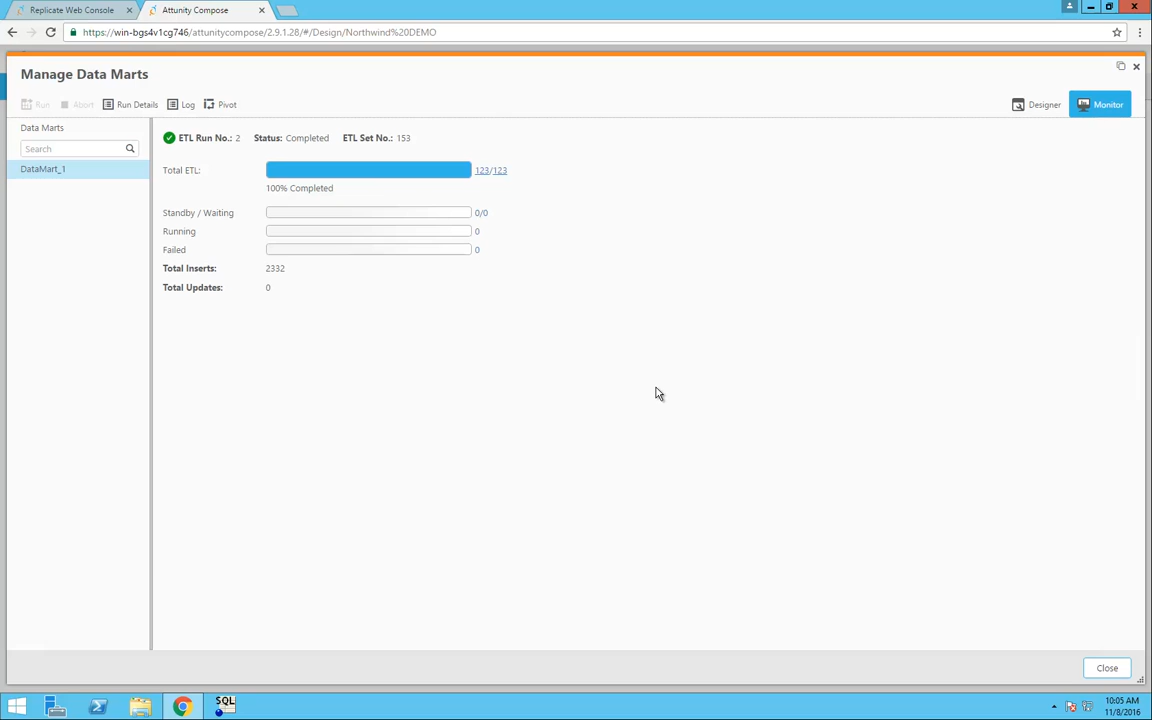 Replicate Web Console
Attunity Compose
https://win-bgs4v1cg746/attunitycompose/2.9.1.28/#/Design/Northwind%20DEMO
Manage Data Marts
Run
Abort
Run Details
Log
Pivot
Designer
Monitor
Data Marts
Search
DataMart_1
ETL Run No.: 2 Status: Completed ETL Set No.: 153
Total ETL: 123/123
100% Completed
Standby / Waiting 0/0
Running 0
Failed 0
Total Inserts: 2332
Total Updates: 0
Close
SQL
10:05 AM
11/8/2016